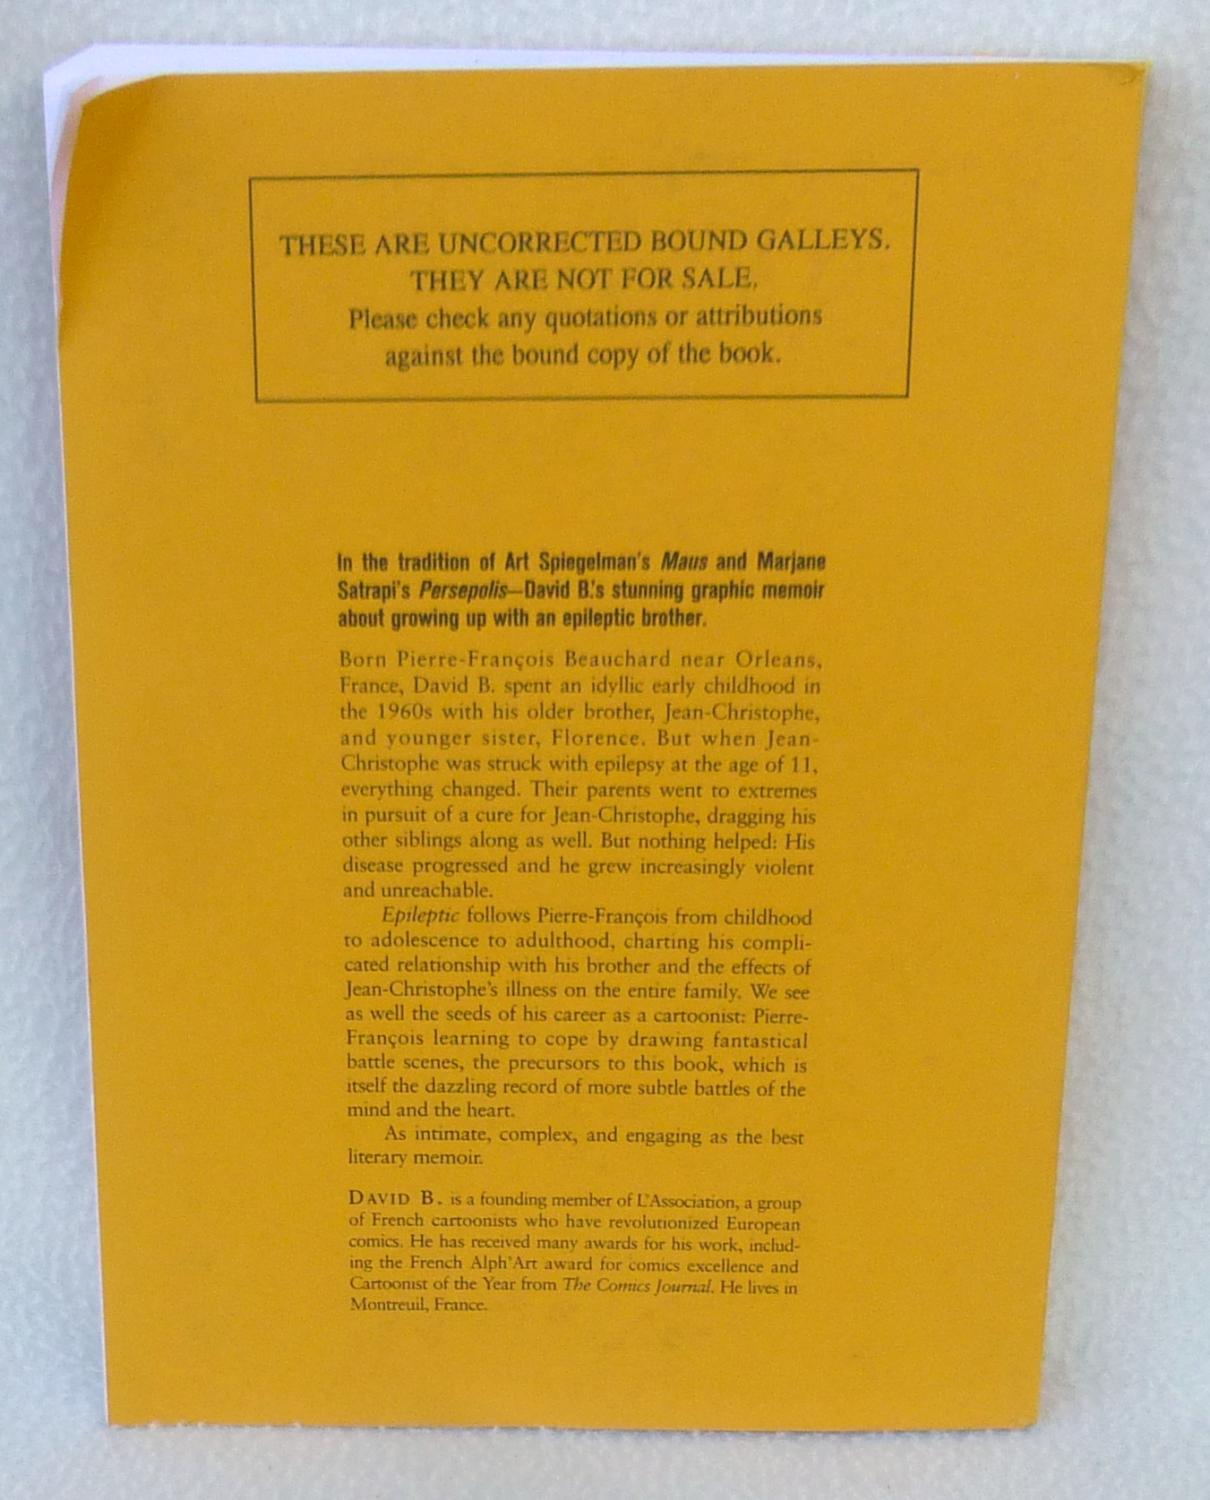 THESE ARE UNCORRECTED BOUND GALLEYS.
THEY ARE NOT FOR SALE.
Please check any quotations or attributions
against the bound copy of the book.
In the tradition of Art Spiegelman's Maus and Marjane
Satrapi's Persepolis—David B.'s stunning graphic memoir
about growing up with an epileptic brother.
Born Pierre-François Beauchard near Orleans,
France, David B. spent an idyllic early childhood in
the 1960s with his older brother, Jean-Christophe,
and younger sister, Florence. But when Jean-
Christophe was struck with epilepsy at the age of 11,
everything changed. Their parents went to extremes
in pursuit of a cure for Jean-Christophe, dragging his
other siblings along as well. But nothing helped: His
disease progressed and he grew increasingly violent
and unreachable.
Epileptic follows Pierre-François from childhood
to adolescence to adulthood, charting his compli-
cated relationship with his brother and the effects of
Jean-Christophe's illness on the entire family. We see
as well the seeds of his career as a cartoonist: Pierre-
François learning to cope by drawing fantastical
battle scenes, the precursors to this book, which is
itself the dazzling record of more subtle battles of the
mind and the heart.
As intimate, complex, and engaging as the best
literary memoir.
DAVID B. is a founding member of L'Association, a group
of French cartoonists who have revolutionized European
comics. He has received many awards for his work, includ-
ing the French Alph'Art award for comics excellence and
Cartoonist of the Year from The Comics Journal. He lives in
Montreuil, France.